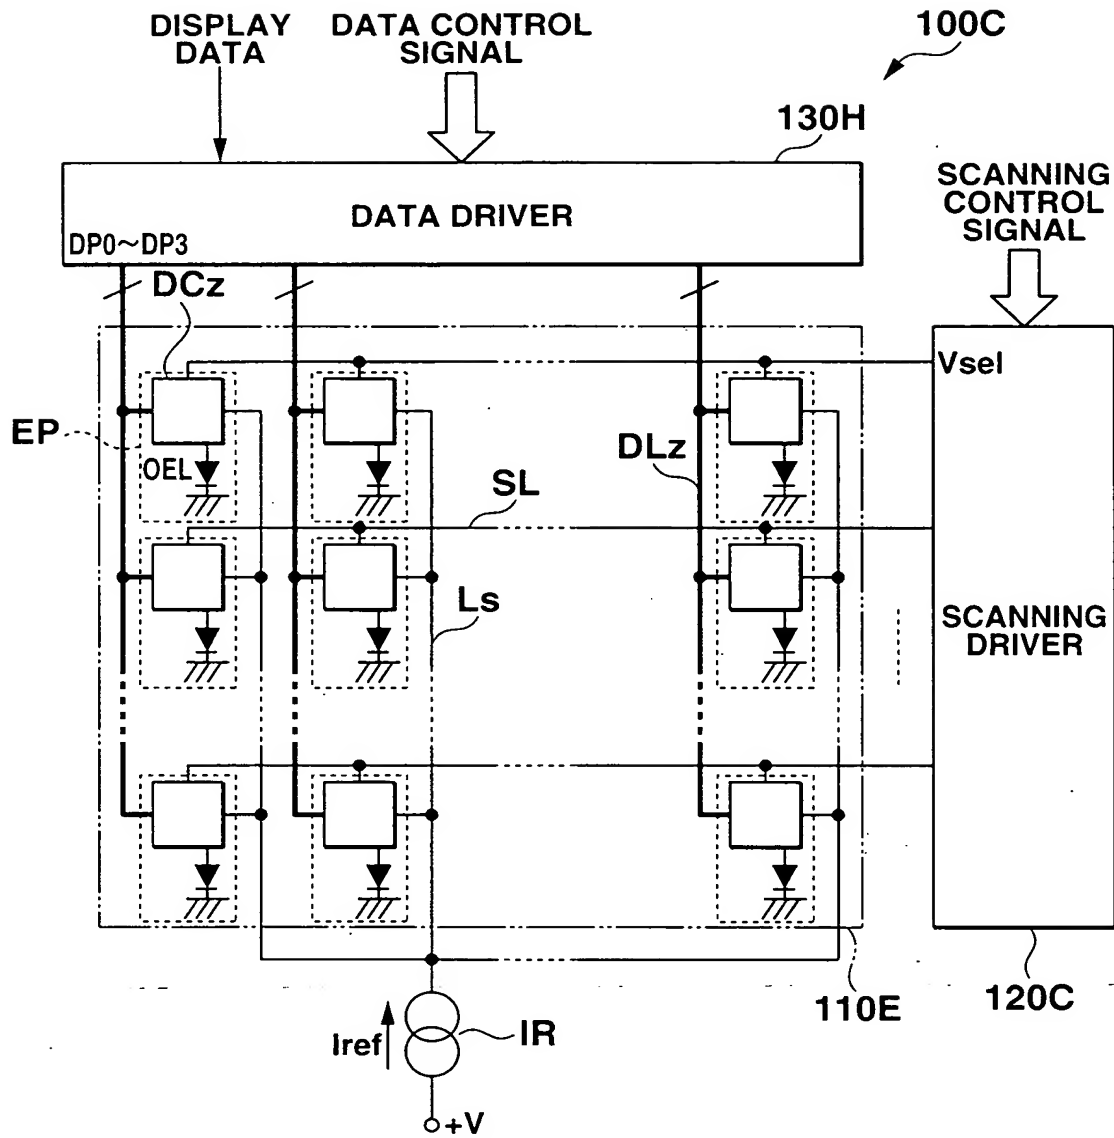 DISPLAY
DATA
DATA CONTROL
SIGNAL
100C
130H
SCANNING
CONTROL
SIGNAL
DATA DRIVER
DP0~DP3
DCz
Vsel
EP
OEL
DLz
SL
Ls
SCANNING
DRIVER
110E
120C
Iref
IR
+V